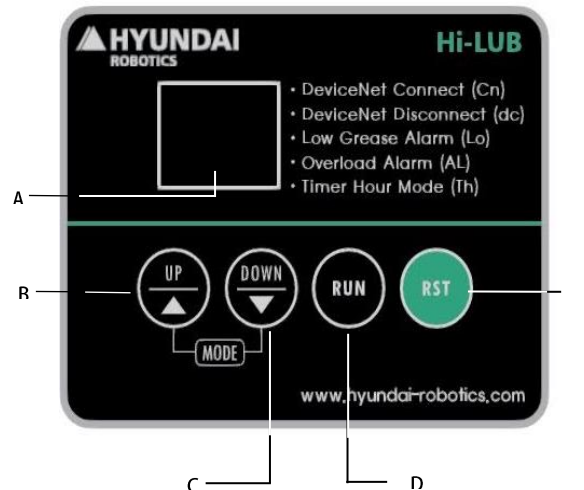 HYUNDAI
ROBOTICS
Hi-LUB
• DeviceNet Connect (Cn)
• DeviceNet Disconnect (dc)
• Low Grease Alarm (Lo)
• Overload Alarm (AL)
• Timer Hour Mode (Th)
A
B
UP
DOWN
RUN
RST
MODE
www.hyundai-robotics.com
C
D